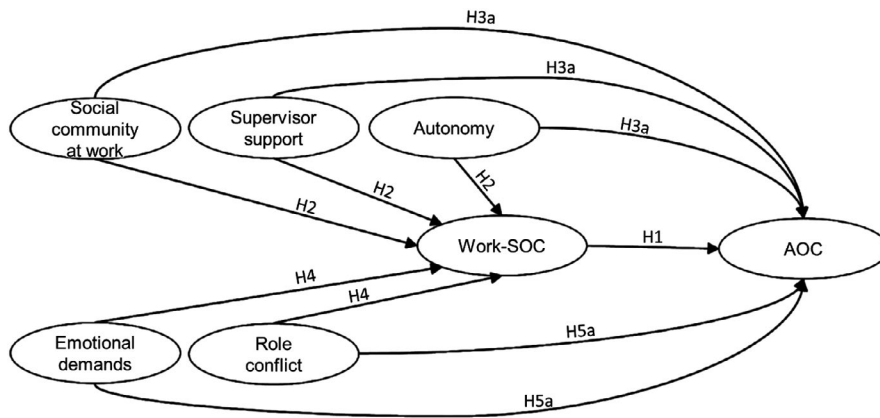 H3a
H3a
H3a
Social
community
at work
Supervisor
support
Autonomy
H2
H2
H2
Work-SOC
H1
AOC
H4
H4
Emotional
demands
Role
conflict
H5a
H5a